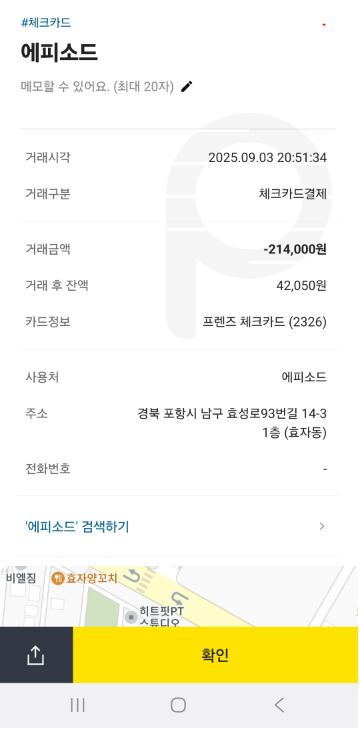 #체크카드
에피소드
메모할 수 있어요. (최대 20자)
거래시각 2025.09.03 20:51:34
거래구분 체크카드결제
거래금액 -214,000원
거래 후 잔액 42,050원
카드정보 프렌즈 체크카드 (2326)
사용처 에피소드
주소 경북 포항시 남구 효성로93번길 14-3
1층 (효자동)
전화번호 -
'에피소드' 검색하기
비엘짐 효자양꼬치
히트핏PT
스튜디오
확인